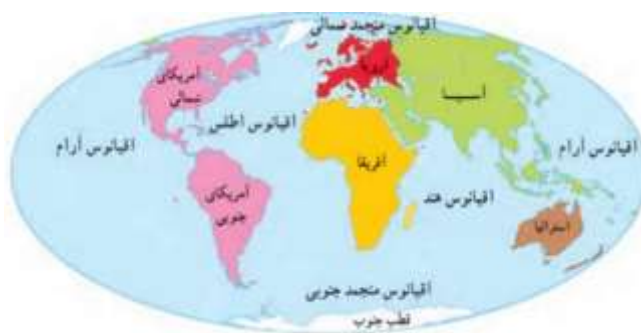 اقیانوس منجمد شمالی
اروپا
آسیا
آمریکای
شمالی
اقیانوس اطلس
اقیانوس آرام
اقیانوس آرام
آفریقا
آمریکای
جنوبی
اقیانوس هند
استرالیا
اقیانوس منجمد جنوبی
قطب جنوب